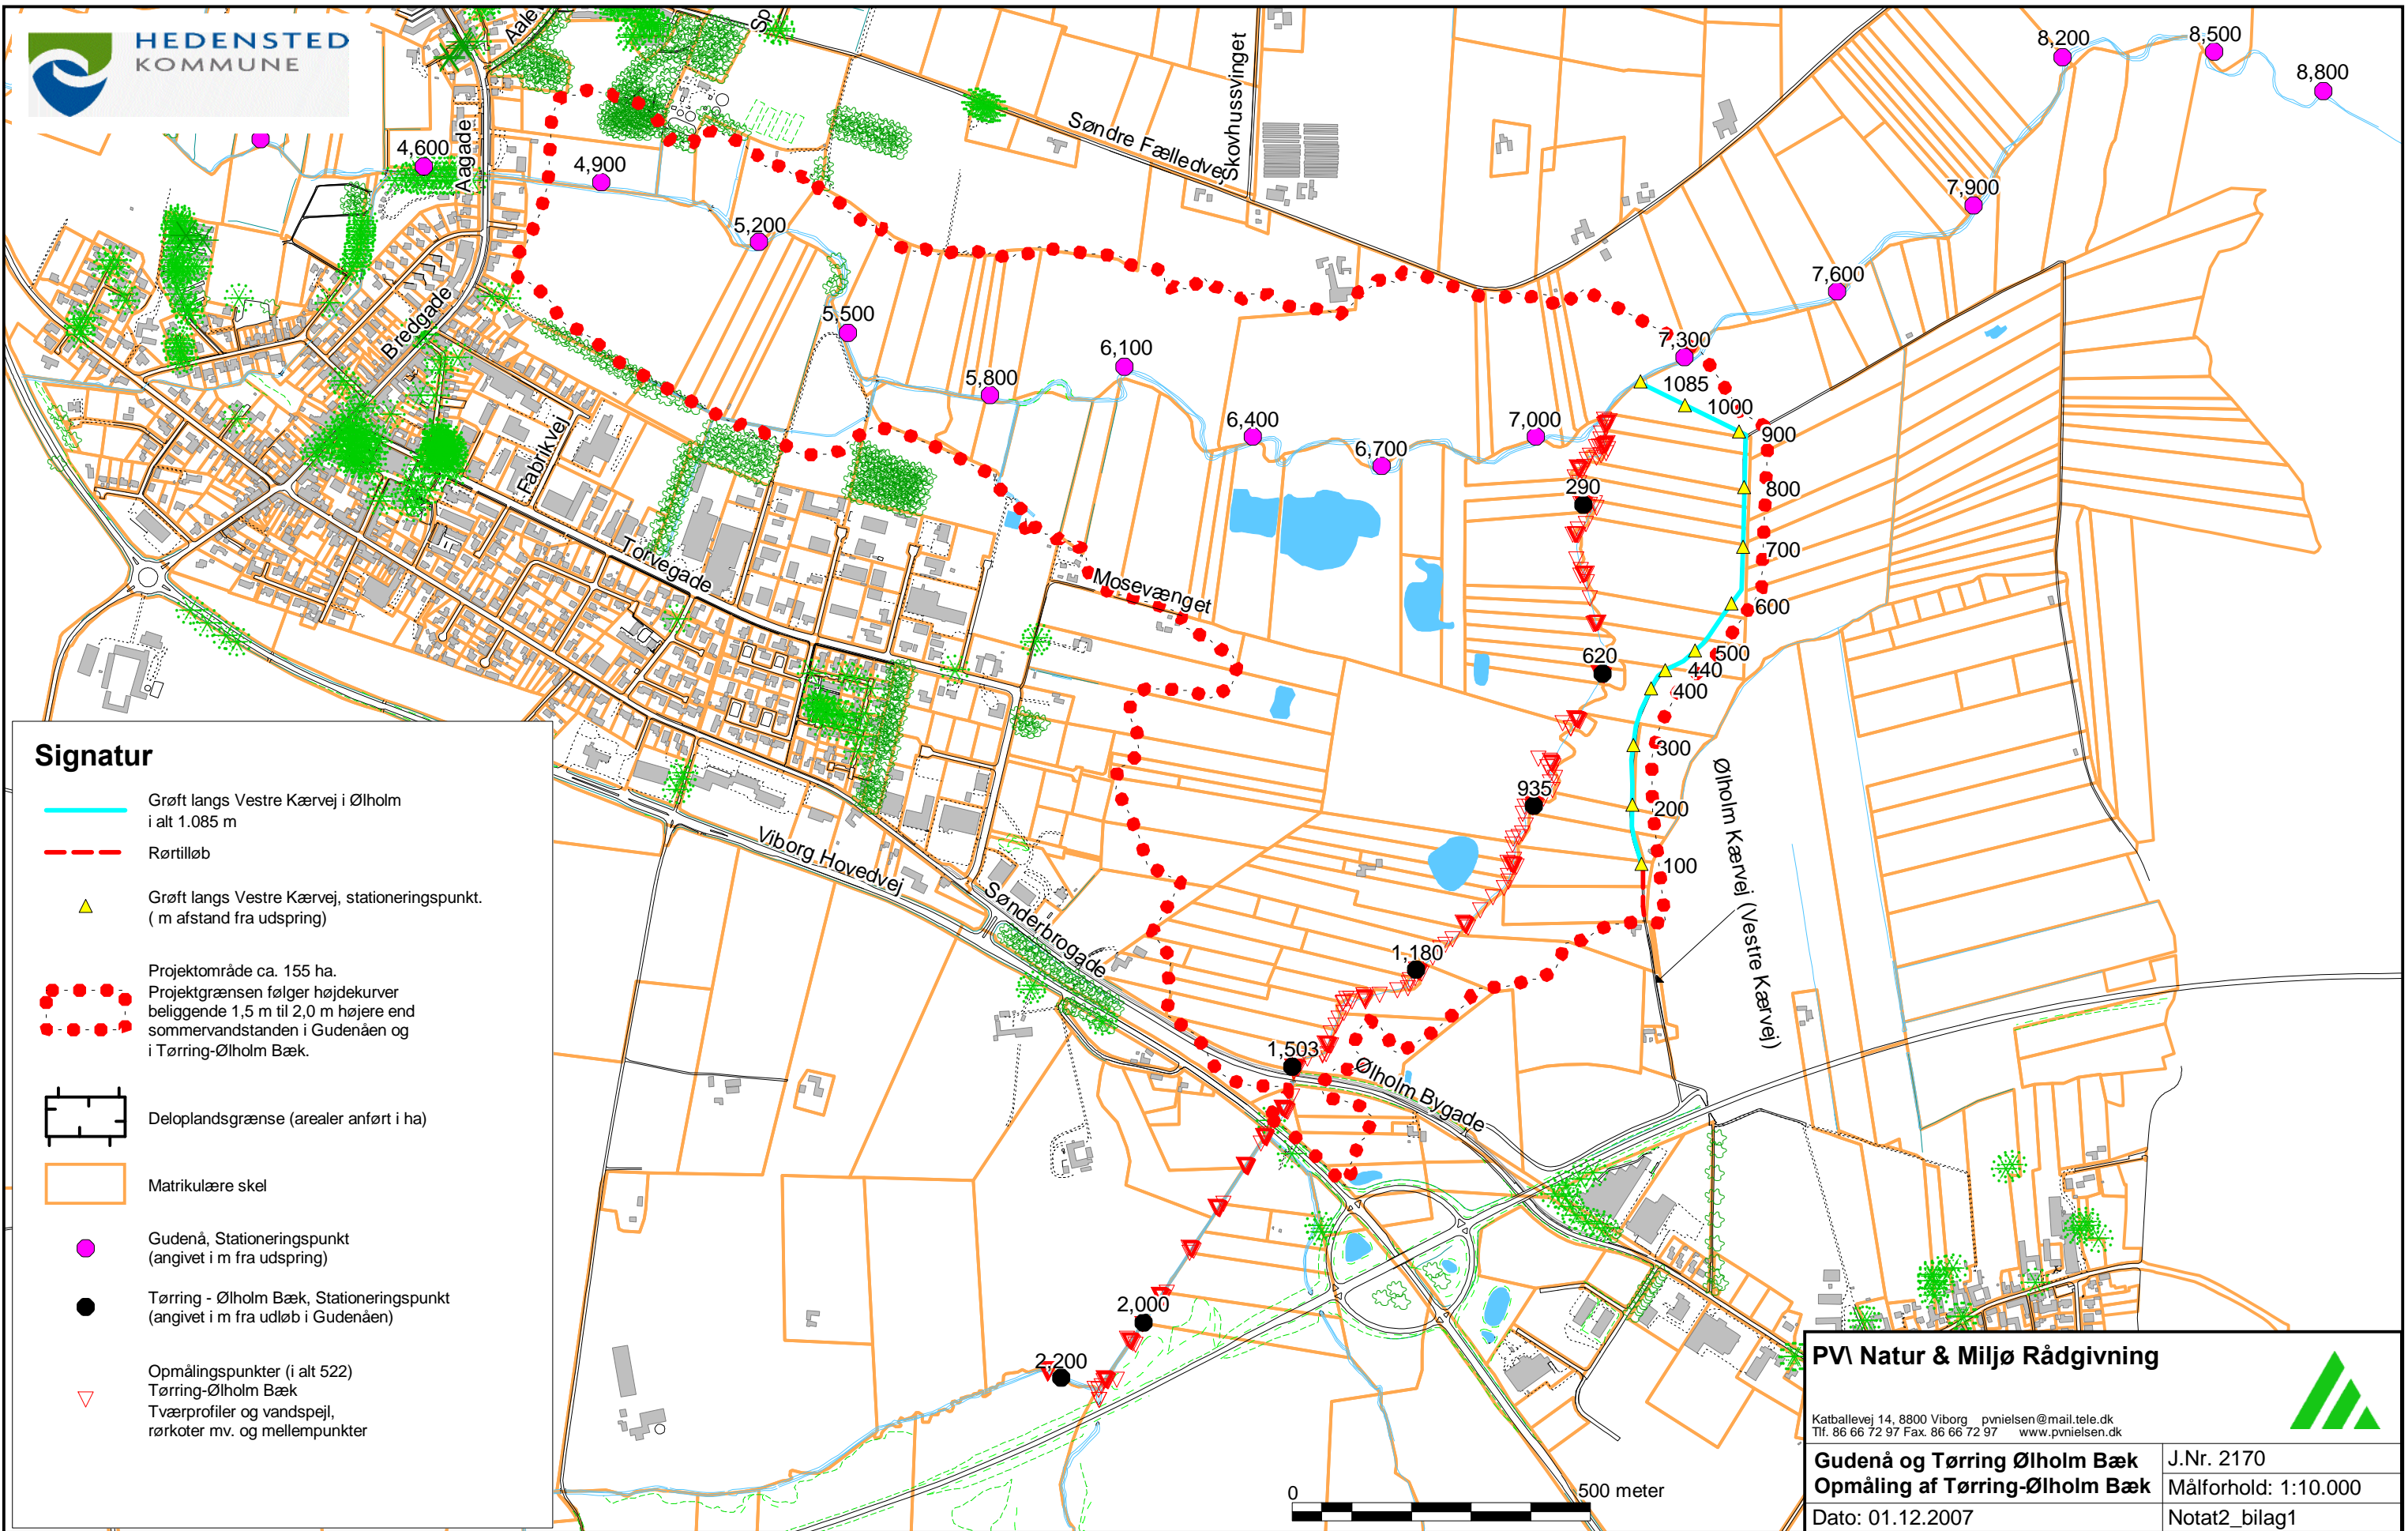 HEDENSTED
KOMMUNE
Aagade
Søndre Fælledvej
Skovhussvinget
8,200
8,500
8,800
4,600
4,900
5,200
5,500
5,800
6,100
6,400
6,700
7,000
7,300
7,600
7,900
Bredgade
Fabrikvej
Torvegade
Mosevænget
Viborg Hovedvej
Sønderbrogade
Ølholm Bygade
Ølholm Kærvej (Vestre Kærvej)
1085
1000
900
800
700
600
500
440
400
300
200
100
290
620
935
1,180
1,503
2,000
2,200
Signatur
Grøft langs Vestre Kærvej i Ølholm
i alt 1.085 m
Rørtilløb
Grøft langs Vestre Kærvej, stationeringspunkt.
( m afstand fra udspring)
Projektområde ca. 155 ha.
Projektgrænsen følger højdekurver
beliggende 1,5 m til 2,0 m højere end
sommervandstanden i Gudenåen og
i Tørring-Ølholm Bæk.
Deloplandsgrænse (arealer anført i ha)
Matrikulære skel
Gudenå, Stationeringspunkt
(angivet i m fra udspring)
Tørring - Ølholm Bæk, Stationeringspunkt
(angivet i m fra udløb i Gudenåen)
Opmålingspunkter (i alt 522)
Tørring-Ølholm Bæk
Tværprofiler og vandspejl,
rørkoter mv. og mellempunkter
0 500 meter
PV\ Natur & Miljø Rådgivning
Katballevej 14, 8800 Viborg pvnielsen@mail.tele.dk
Tlf. 86 66 72 97 Fax. 86 66 72 97 www.pvnielsen.dk
Gudenå og Tørring Ølholm Bæk
Opmåling af Tørring-Ølholm Bæk
J.Nr. 2170
Målforhold: 1:10.000
Dato: 01.12.2007
Notat2_bilag1